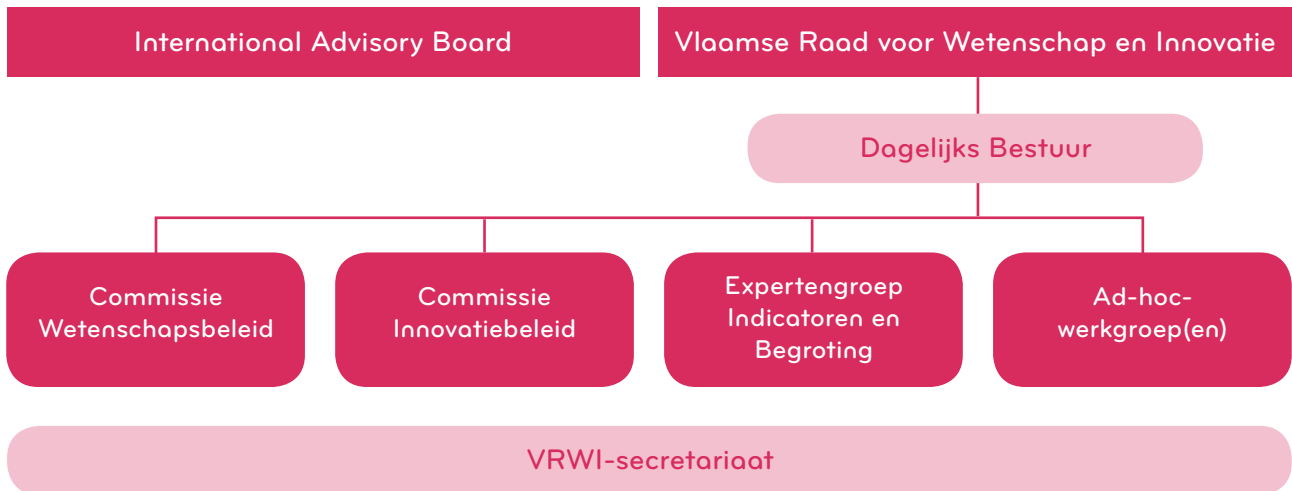 International Advisory Board
Vlaamse Raad voor Wetenschap en Innovatie
Dagelijks Bestuur
Commissie
Wetenschapsbeleid
Commissie
Innovatiebeleid
Expertengroep
Indicatoren en
Begroting
Ad-hoc-
werkgroep(en)
VRWI-secretariaat